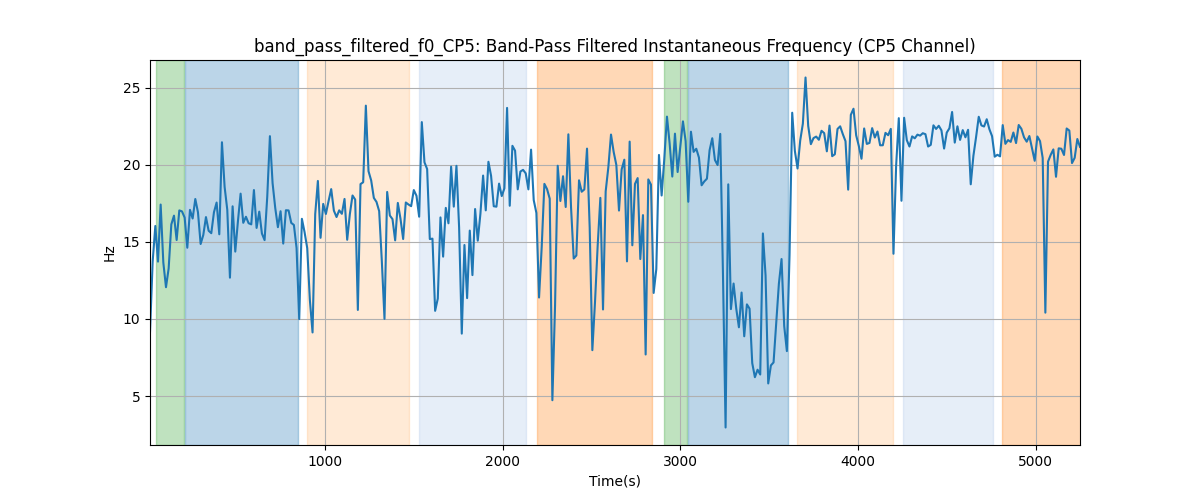 band_pass_filtered_f0_CP5: Band-Pass Filtered Instantaneous Frequency (CP5 Channel)
25
20
15
10
5
Hz
1000 2000 3000 4000 5000
Time(s)